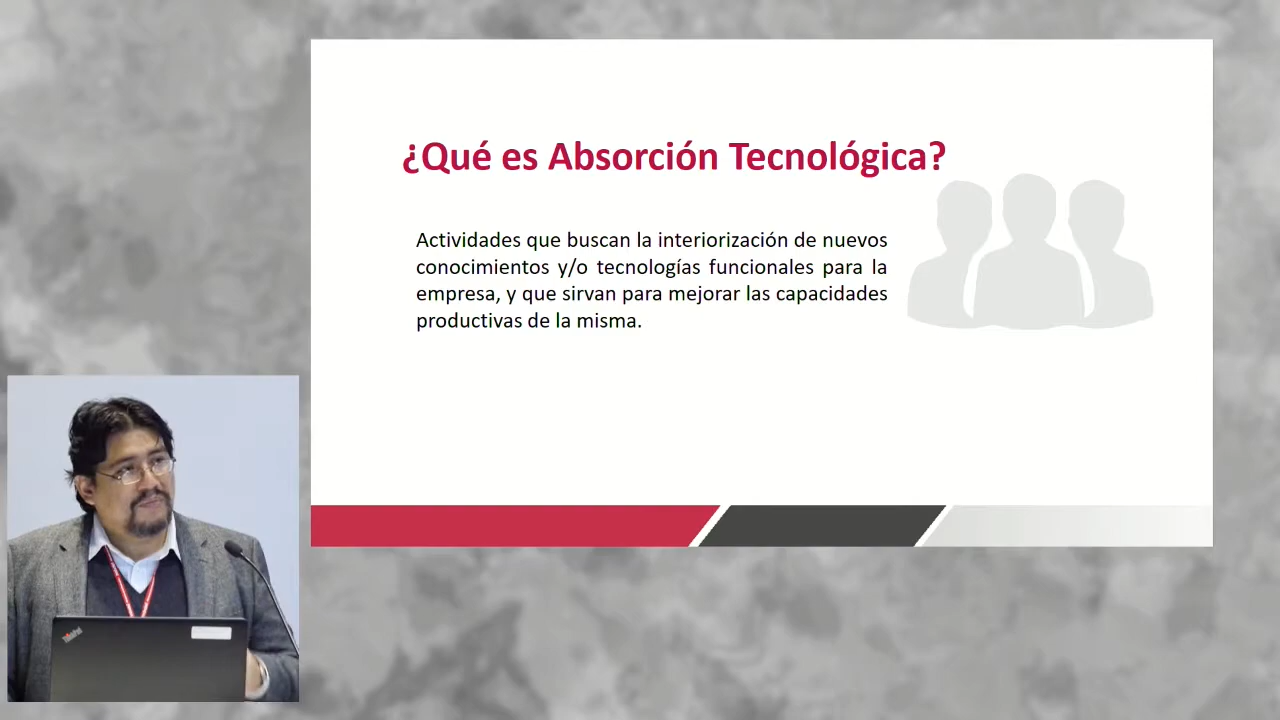 ¿Qué es Absorción Tecnológica?
Actividades que buscan la interiorización de nuevos
conocimientos y/o tecnologías funcionales para la
empresa, y que sirvan para mejorar las capacidades
productivas de la misma.
ThinkPad